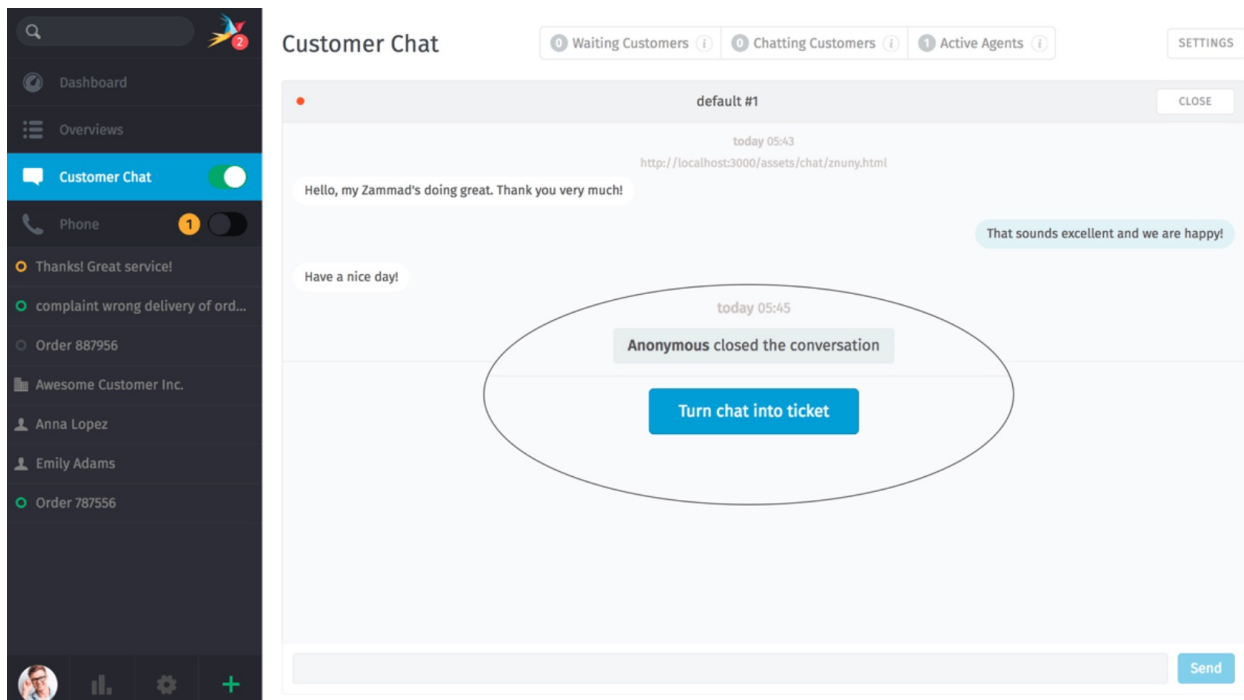 2
Dashboard
Overviews
Customer Chat
Phone 1
Thanks! Great service!
complaint wrong delivery of ord...
Order 887956
Awesome Customer Inc.
Anna Lopez
Emily Adams
Order 787556
Customer Chat
0 Waiting Customers i
0 Chatting Customers i
1 Active Agents i
SETTINGS
default #1
CLOSE
today 05:43
http://localhost:3000/assets/chat/znuny.html
Hello, my Zammad's doing great. Thank you very much!
That sounds excellent and we are happy!
Have a nice day!
today 05:45
Anonymous closed the conversation
Turn chat into ticket
Send